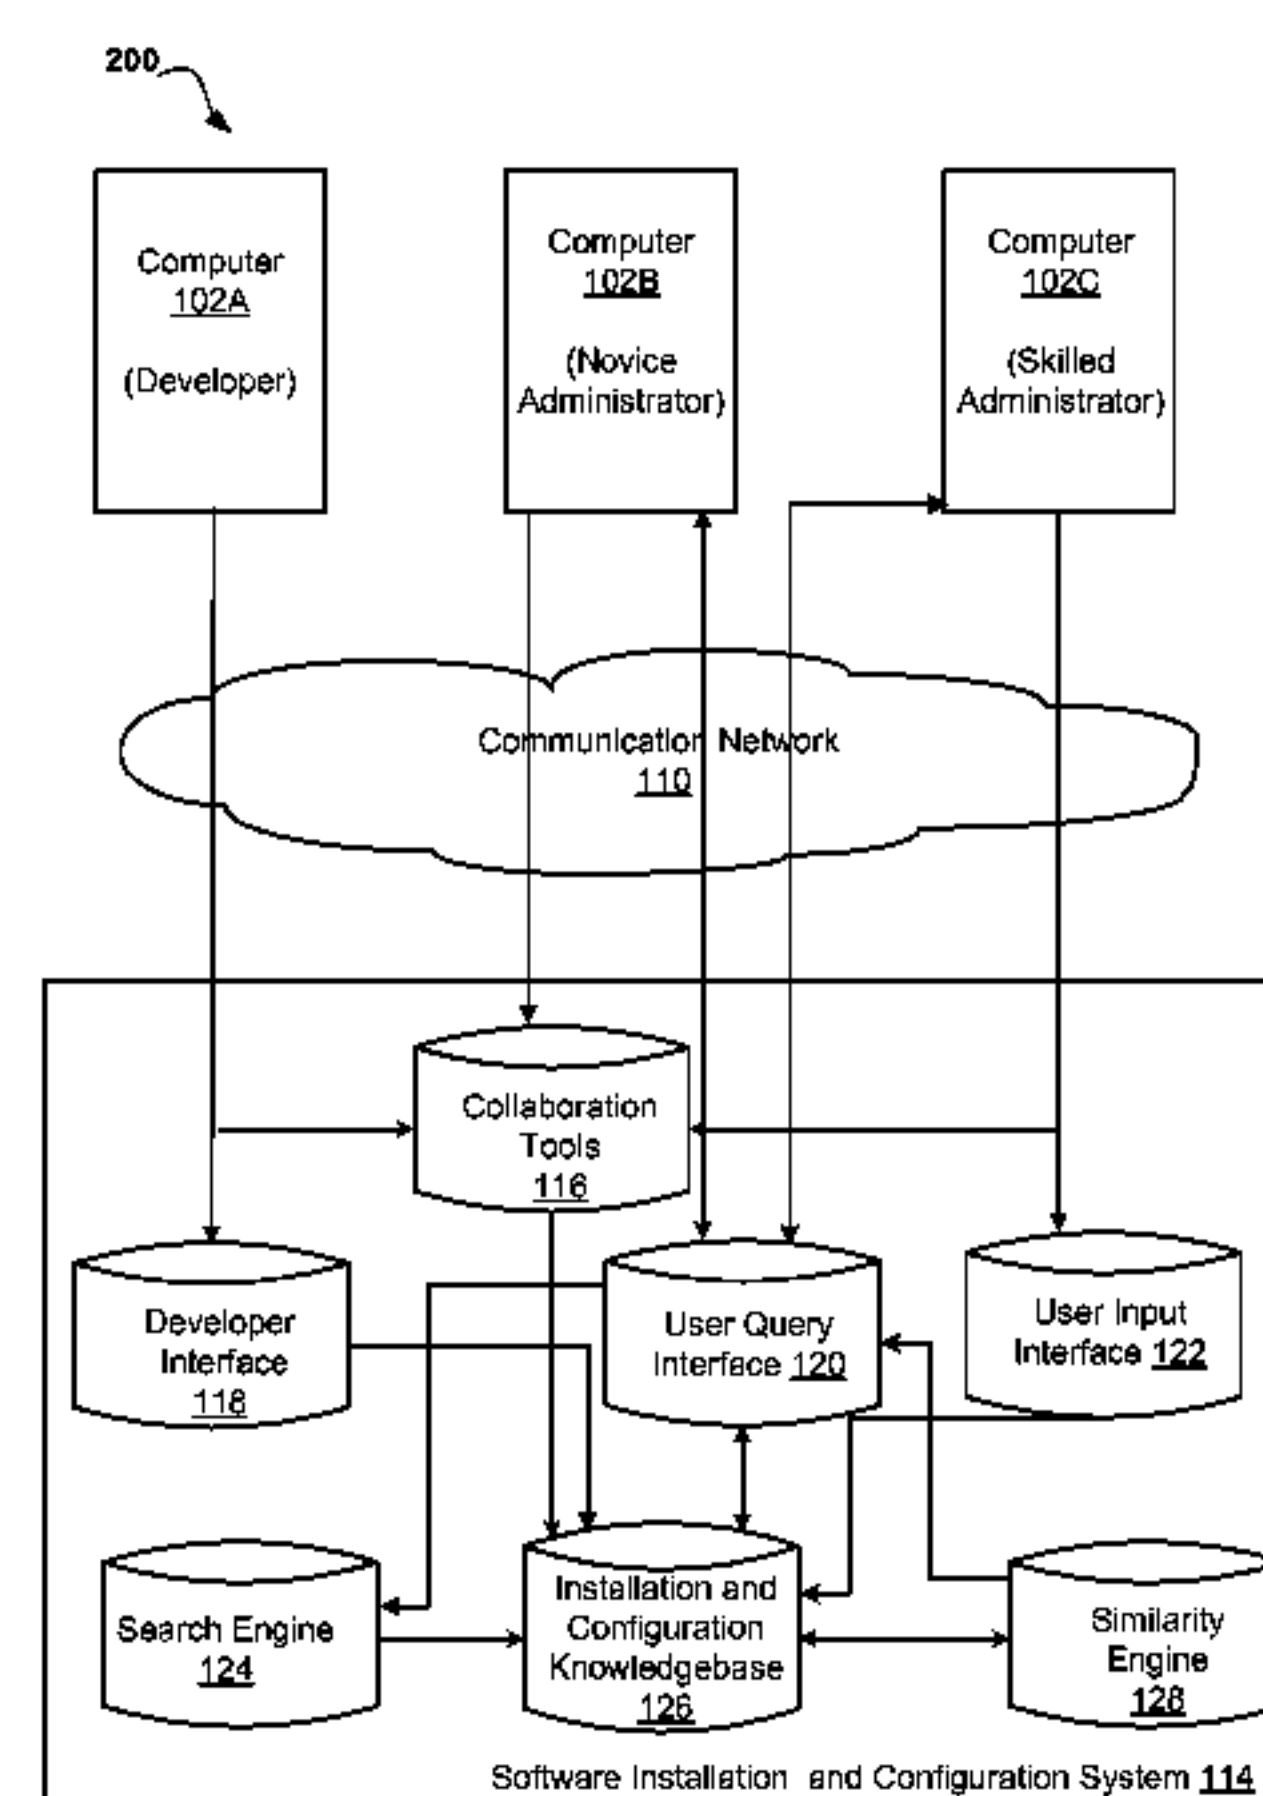 200
Computer
102A
(Developer)
Computer
102B
(Novice
Administrator)
Computer
102C
(Skilled
Administrator)
Communication Network
110
Collaboration
Tools
116
Developer
Interface
118
User Query
Interface 120
User Input
Interface 122
Search Engine
124
Installation and
Configuration
Knowledgebase
126
Similarity
Engine
128
Software Installation and Configuration System 114